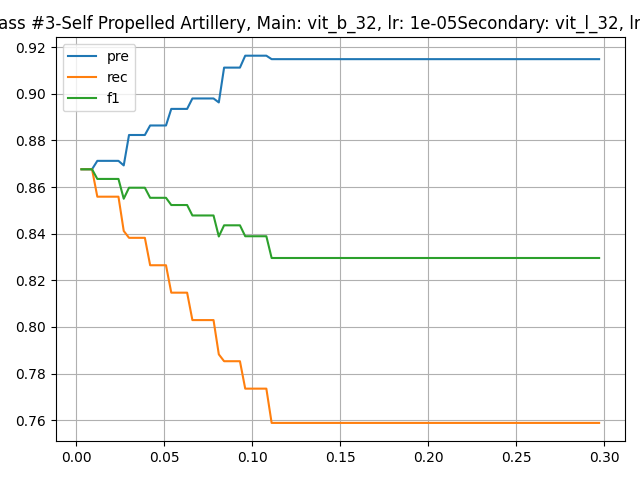 ass #3-Self Propelled Artillery, Main: vit_b_32, lr: 1e-05Secondary: vit_l_32, lr
pre
rec
f1
0.92
0.90
0.88
0.86
0.84
0.82
0.80
0.78
0.76
0.00 0.05 0.10 0.15 0.20 0.25 0.30